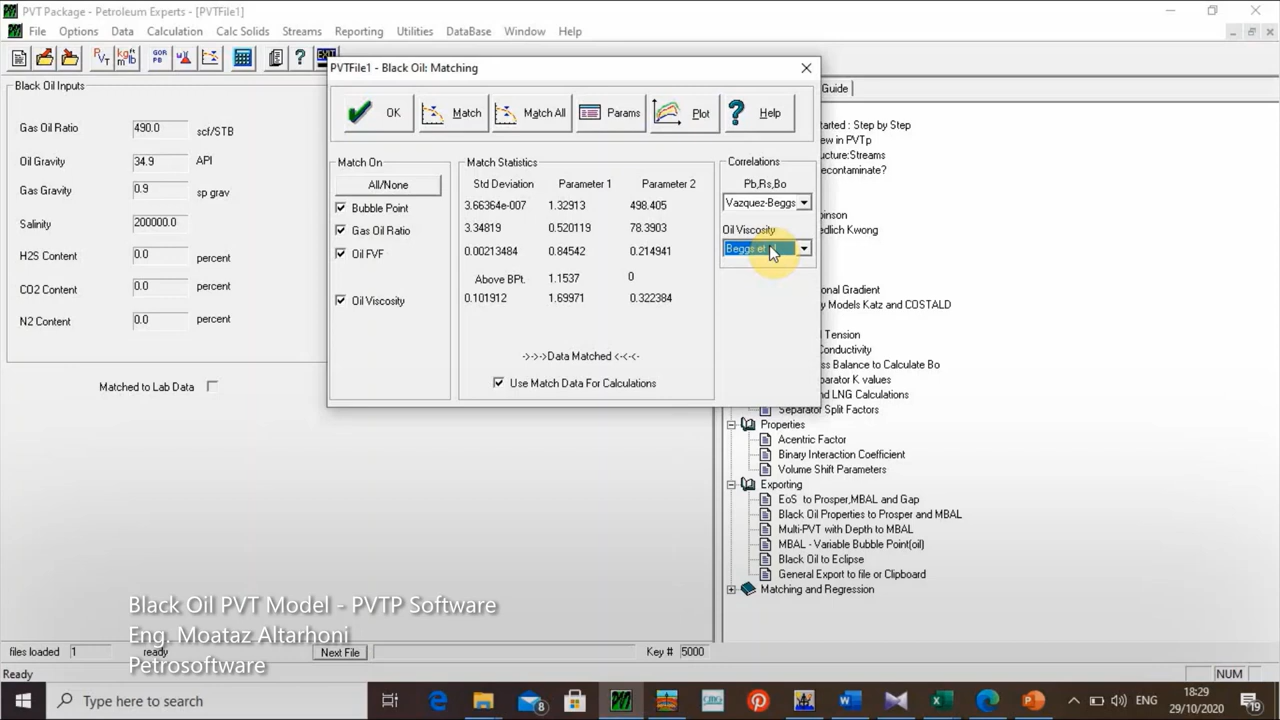 PVT Package - Petroleum Experts - [PVTFile1]
File Options Data Calculation Calc Solids Streams Reporting Utilities DataBase Window Help
Black Oil Inputs
Gas Oil Ratio 490.0 scf/STB
Oil Gravity 34.9 API
Gas Gravity 0.9 sp grav
Salinity 200000.0
H2S Content 0.0 percent
CO2 Content 0.0 percent
N2 Content 0.0 percent
Matched to Lab Data
PVTFile1 - Black Oil: Matching
OK Match Match All Params Plot Help
Match On
All/None
Bubble Point
Gas Oil Ratio
Oil FVF
Oil Viscosity
Match Statistics
Std Deviation Parameter 1 Parameter 2
3.66364e-007 1.32913 498.405
3.34819 0.520119 78.3903
0.00213484 0.84542 0.214941
Above BPt. 1.1537 0
0.101912 1.69971 0.322384
->->->Data Matched <-<-<-
Use Match Data For Calculations
Correlations
Pb,Rs,Bo
Vazquez-Beggs
Oil Viscosity
Beggs et
Guide
started : Step by Step
ew in PVTp
ructure:Streams
econtaminate?
binson
edlich Kwong
onal Gradient
y Models Katz and COSTALD
l Tension
Conductivity
ss Balance to Calculate Bo
parator K values
nd LNG Calculations
Separator Split Factors
Properties
Acentric Factor
Binary Interaction Coefficient
Volume Shift Parameters
Exporting
EoS to Prosper,MBAL and Gap
Black Oil Properties to Prosper and MBAL
Multi-PVT with Depth to MBAL
MBAL - Variable Bubble Point(oil)
Black Oil to Eclipse
General Export to file or Clipboard
Matching and Regression
Black Oil PVT Model - PVTP Software
Eng. Moataz Altarhoni
Petrosoftware
files loaded 1 ready Next File Key # 5000
Ready NUM
Type here to search
8
ENG
18:29
29/10/2020
19